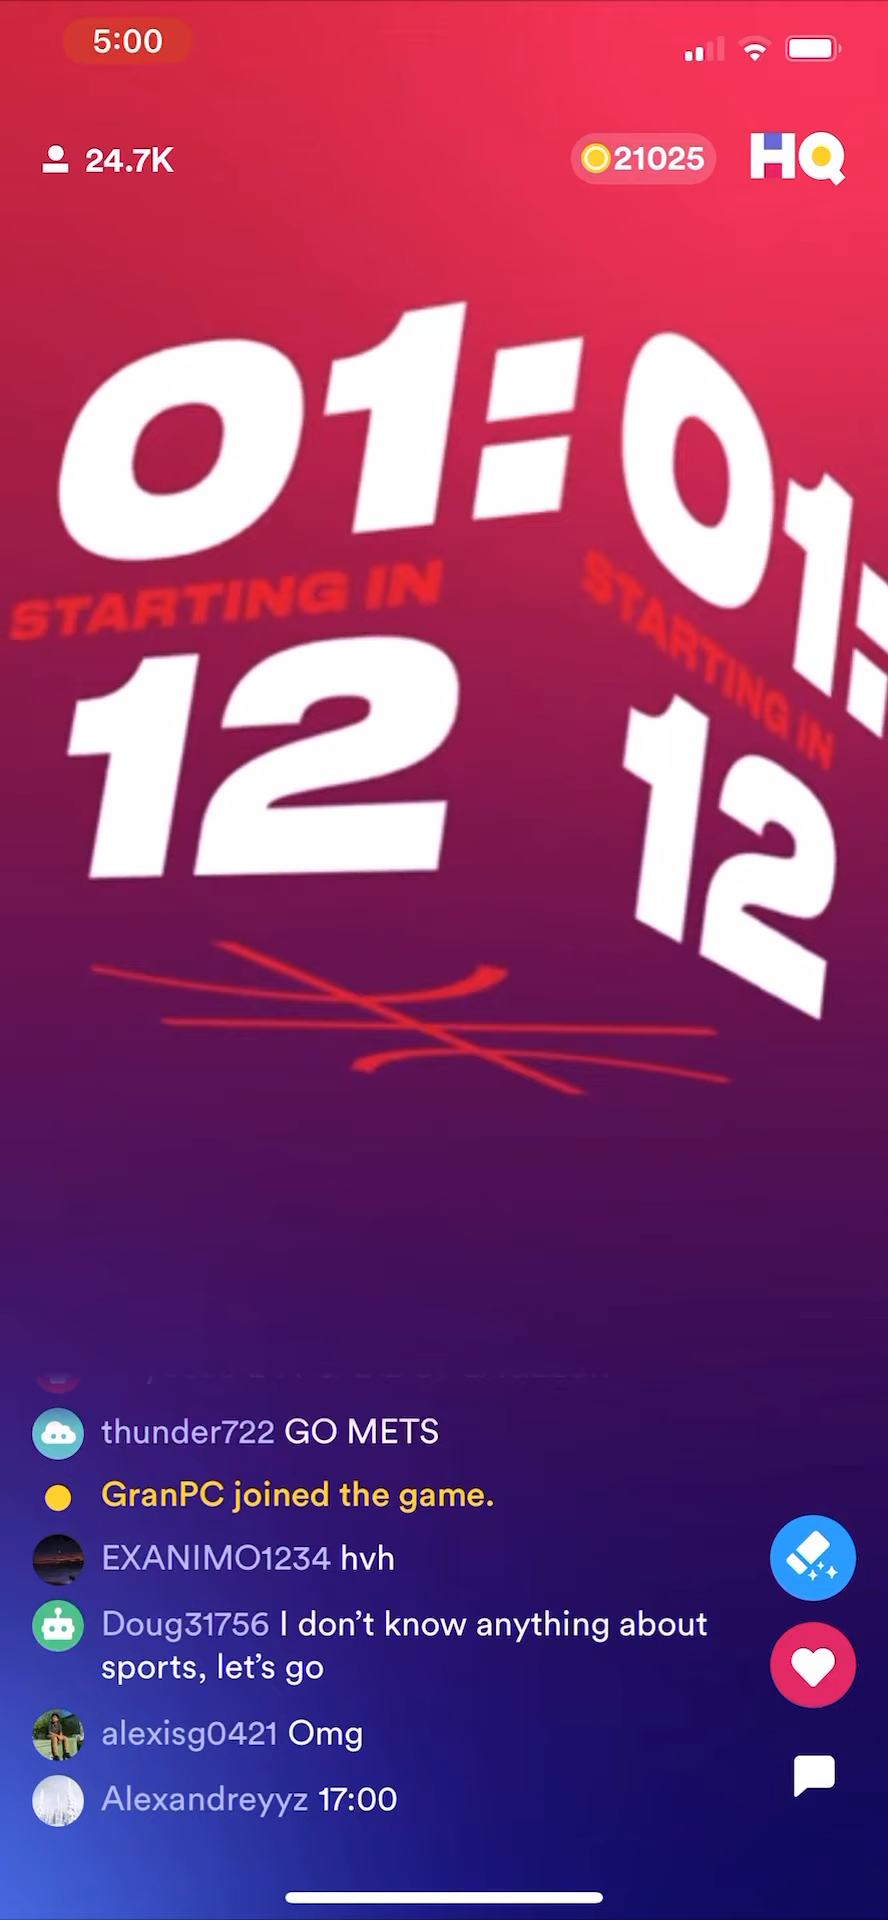 5:00
24.7K
21025
HQ
01:
STARTING IN
12
01:
STARTING IN
12
thunder722 GO METS
GranPC joined the game.
EXANIMO1234 hvh
Doug31756 I don't know anything about
sports, let's go
alexisg0421 Omg
Alexandreyyz 17:00